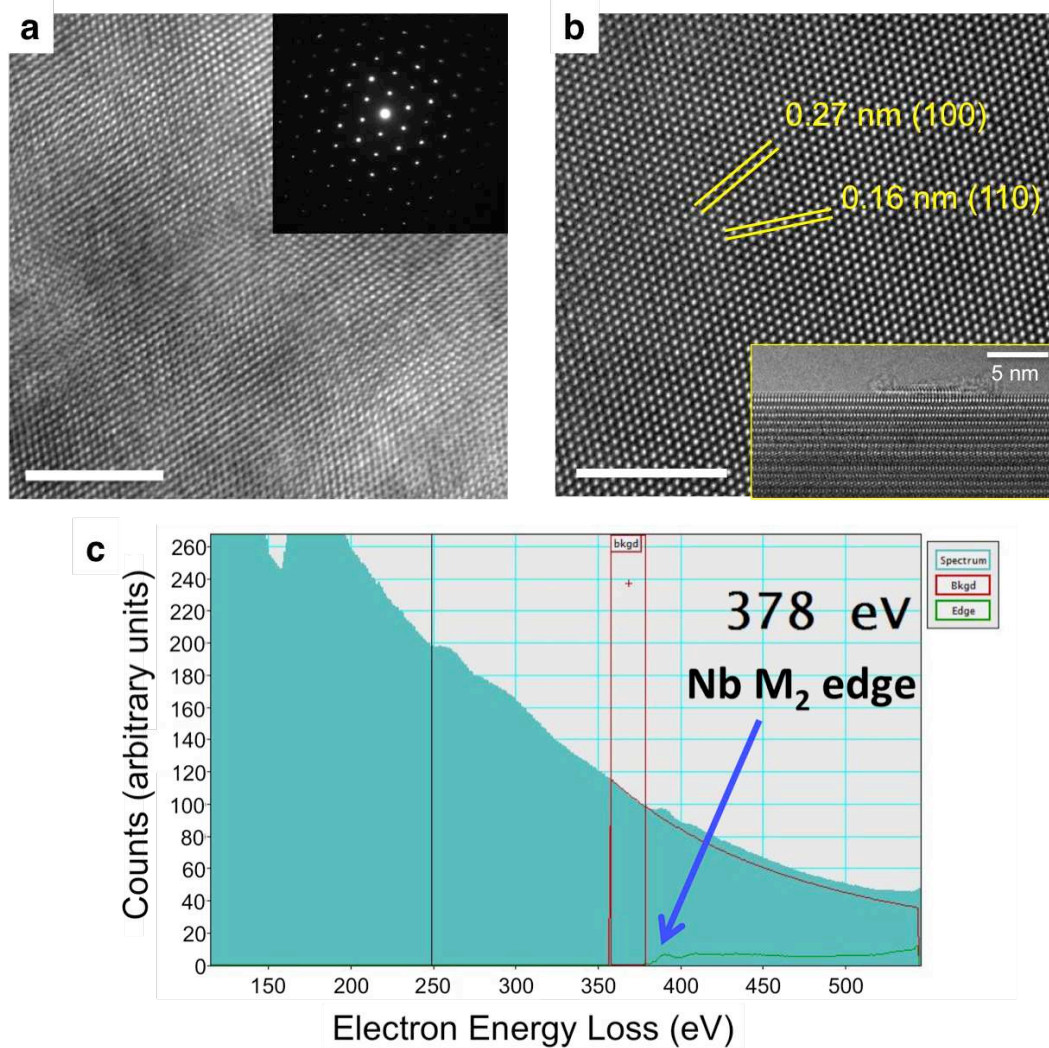 a
b
0.27 nm (100)
0.16 nm (110)
5 nm
c
Counts (arbitrary units)
260
240
220
200
180
160
140
120
100
80
60
40
20
0
bkgd
378 eV
Nb M₂ edge
Spectrum
Bkgd
Edge
150
200
250
300
350
400
450
500
Electron Energy Loss (eV)